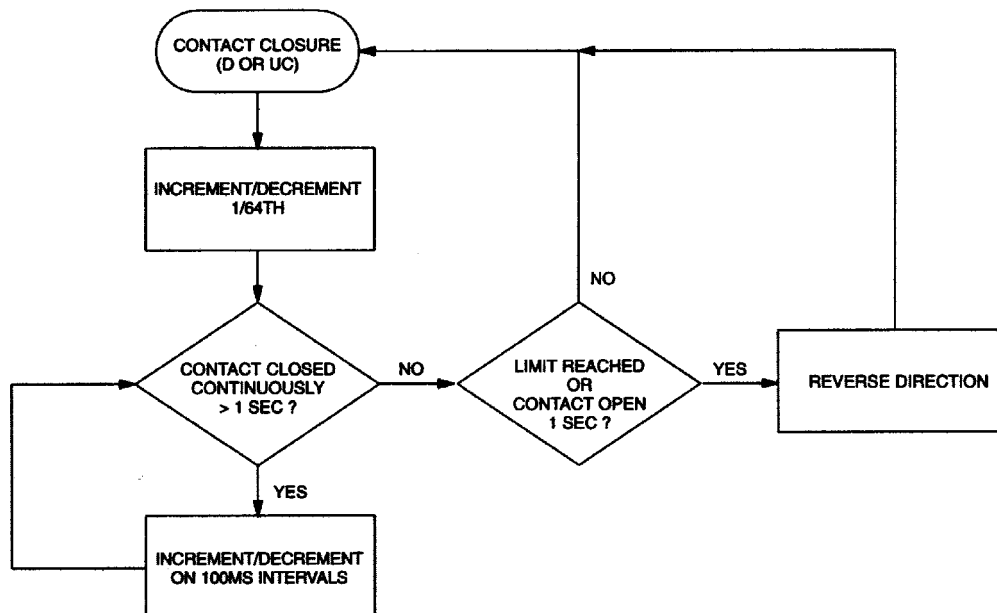 CONTACT CLOSURE
(D OR UC)
INCREMENT/DECREMENT
1/64TH
CONTACT CLOSED
CONTINUOUSLY
> 1 SEC ?
NO
YES
INCREMENT/DECREMENT
ON 100MS INTERVALS
LIMIT REACHED
OR
CONTACT OPEN
1 SEC ?
NO
YES
REVERSE DIRECTION